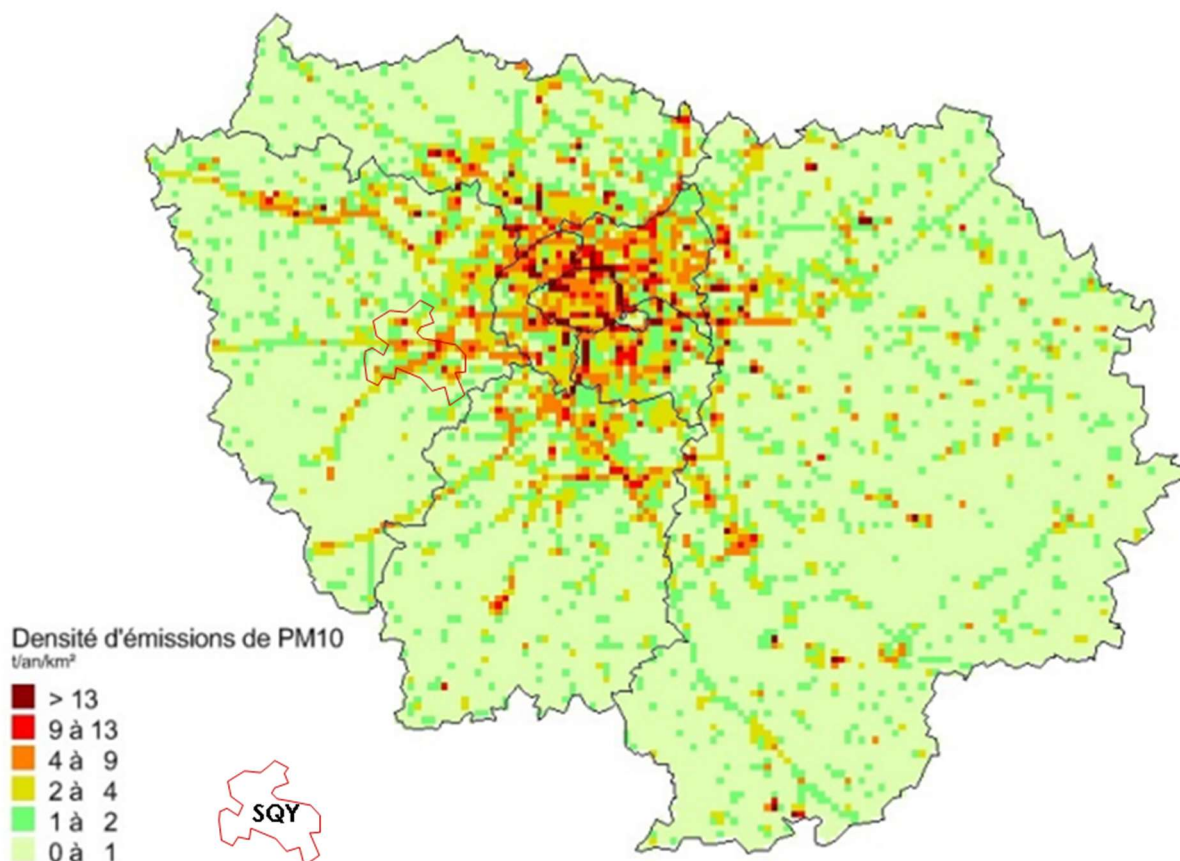 Densité d'émissions de PM10
t/an/km²
> 13
9 à 13
4 à 9
2 à 4
1 à 2
0 à 1
SQY